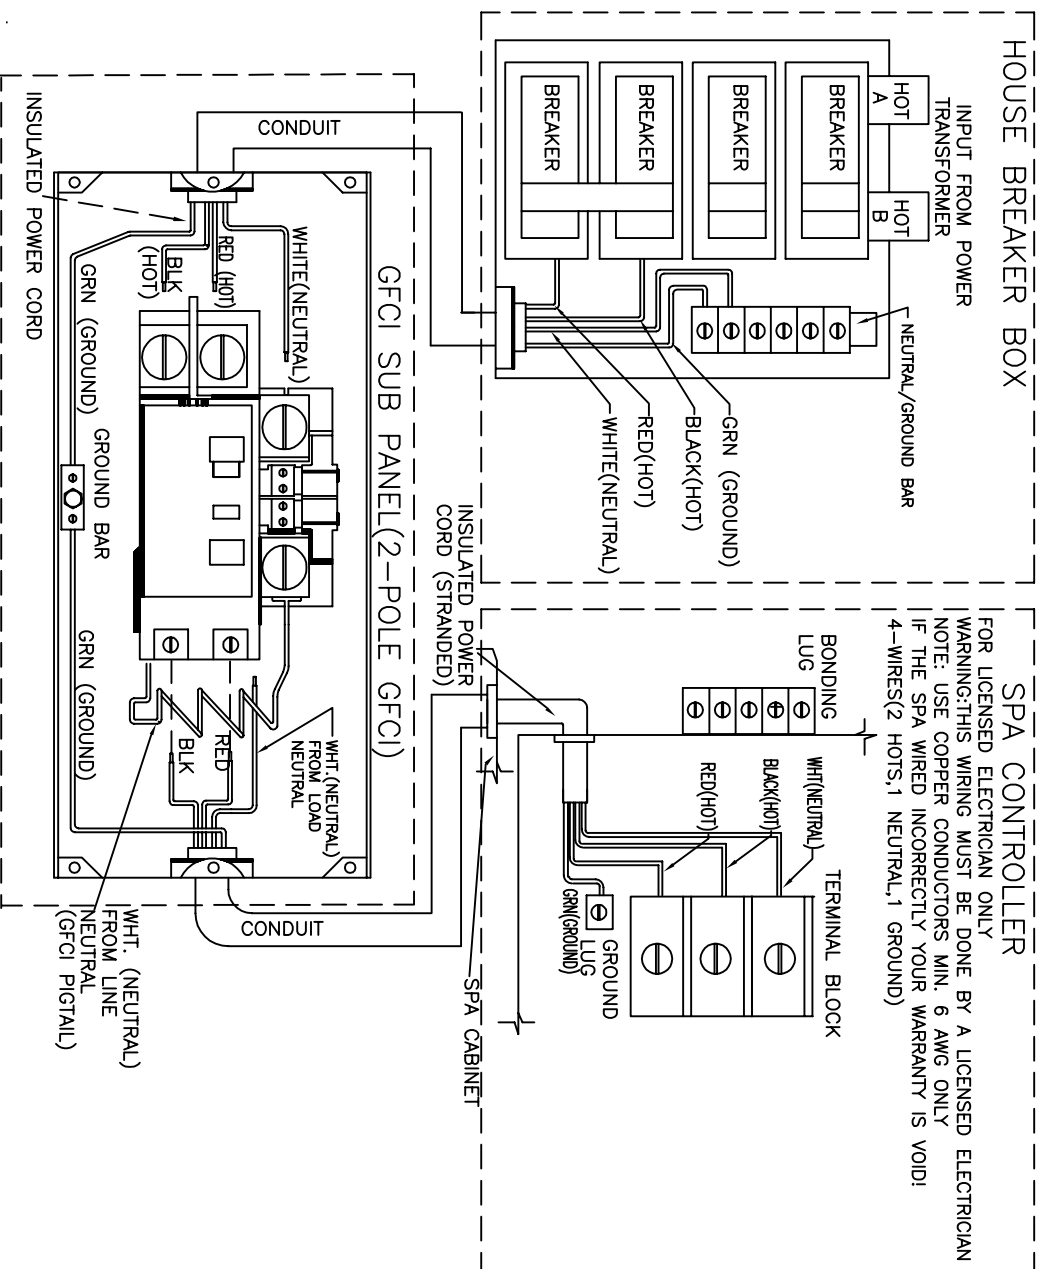 HOUSE BREAKER BOX
INPUT FROM POWER
TRANSFORMER
HOT
A
HOT
B
BREAKER
BREAKER
BREAKER
BREAKER
NEUTRAL/GROUND BAR
GRN (GROUND)
BLACK(HOT)
RED(HOT)
WHITE(NEUTRAL)
CONDUIT
SPA CONTROLLER
FOR LICENSED ELECTRICIAN ONLY
WARNING:THIS WIRING MUST BE DONE BY A LICENSED ELECTRICIAN
NOTE: USE COPPER CONDUCTORS MIN. 6 AWG ONLY
IF THE SPA WIRED INCORRECTLY YOUR WARRANTY IS VOID!
4-WIRES(2 HOTS,1 NEUTRAL,1 GROUND)
BONDING
LUG
TERMINAL BLOCK
WHT(NEUTRAL)
BLACK(HOT)
RED(HOT)
GROUND
LUG
GRN(GROUND)
INSULATED POWER
CORD (STRANDED)
SPA CABINET
GFCI SUB PANEL(2-POLE GFCI)
WHITE(NEUTRAL)
RED (HOT)
BLK
(HOT)
GRN (GROUND)
GROUND BAR
GRN (GROUND)
INSULATED POWER CORD
WHT.(NEUTRAL)
FROM LOAD
NEUTRAL
RED
BLK
CONDUIT
WHT. (NEUTRAL)
FROM LINE
NEUTRAL
(GFCI PIGTAIL)